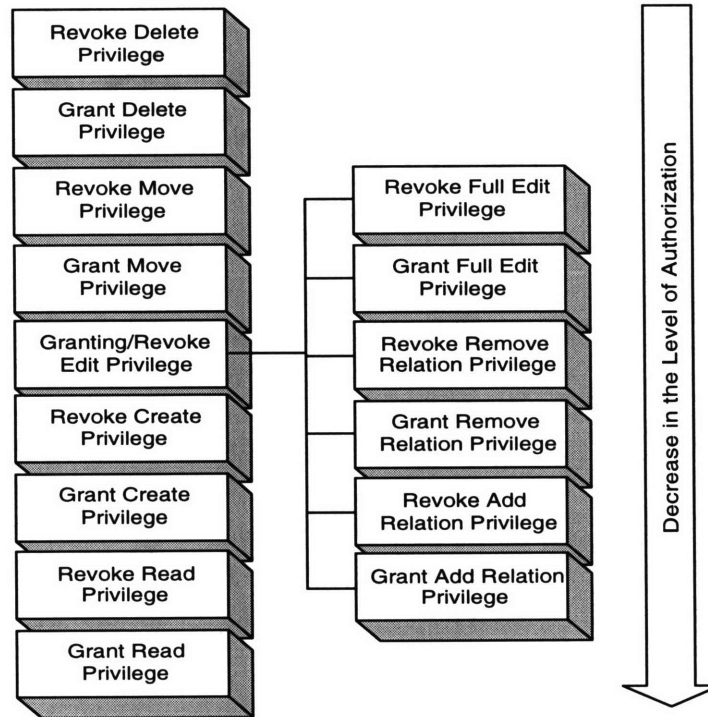 Revoke Delete
Privilege
Grant Delete
Privilege
Revoke Move
Privilege
Grant Move
Privilege
Granting/Revoke
Edit Privilege
Revoke Create
Privilege
Grant Create
Privilege
Revoke Read
Privilege
Grant Read
Privilege
Revoke Full Edit
Privilege
Grant Full Edit
Privilege
Revoke Remove
Relation Privilege
Grant Remove
Relation Privilege
Revoke Add
Relation Privilege
Grant Add Relation
Privilege
Decrease in the Level of Authorization